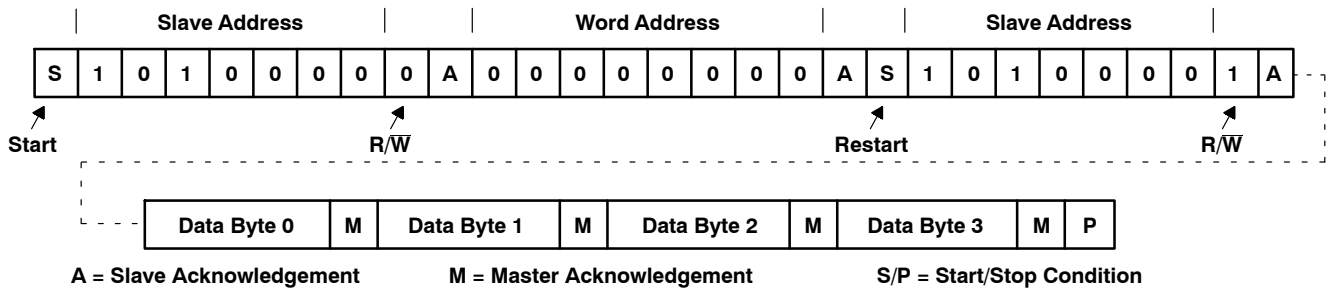 Slave Address Word Address Slave Address
S 1 0 1 0 0 0 0 0 A 0 0 0 0 0 0 0 0 A S 1 0 1 0 0 0 0 1 A
Start R/W̅ Restart R/W̅
Data Byte 0 M Data Byte 1 M Data Byte 2 M Data Byte 3 M P
A = Slave Acknowledgement M = Master Acknowledgement S/P = Start/Stop Condition